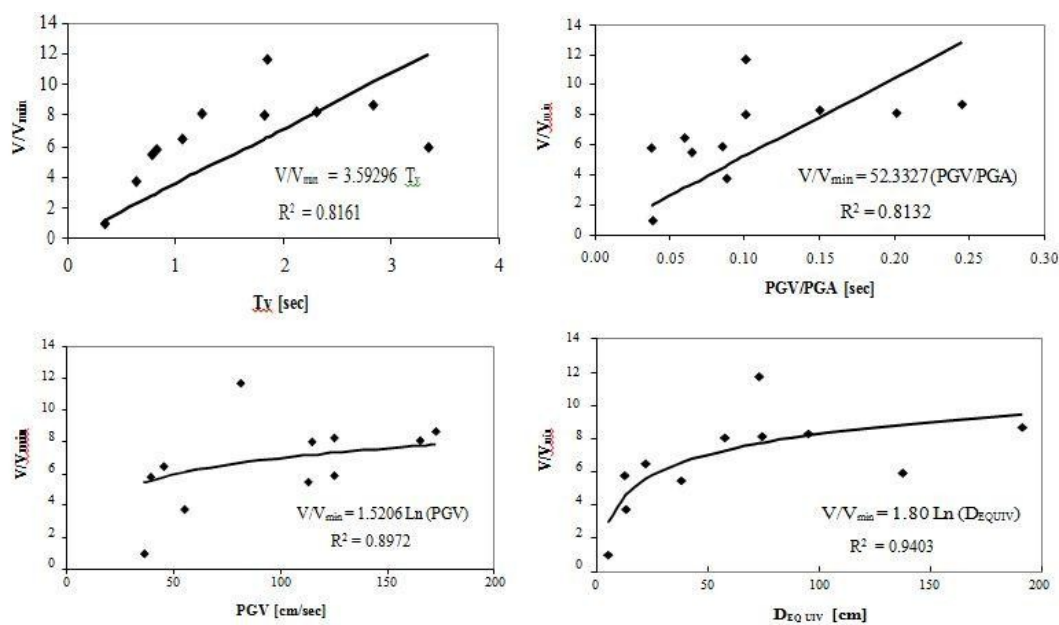 14
12
10
8
6
4
2
0
V/Vmin
V/Vmin = 3.59296 Tv
R² = 0.8161
0 1 2 3 4
Tv [sec]
14
12
10
8
6
4
2
0
V/Vmin
V/Vmin = 52.3327 (PGV/PGA)
R² = 0.8132
0.00 0.05 0.10 0.15 0.20 0.25 0.30
PGV/PGA [sec]
14
12
10
8
6
4
2
0
V/Vmin
V/Vmin = 1.5206 Ln (PGV)
R² = 0.8972
0 50 100 150 200
PGV [cm/sec]
14
12
10
8
6
4
2
0
V/Vmin
V/Vmin = 1.80 Ln (DEQUIV)
R² = 0.9403
0 50 100 150 200
DEQ UIV [cm]